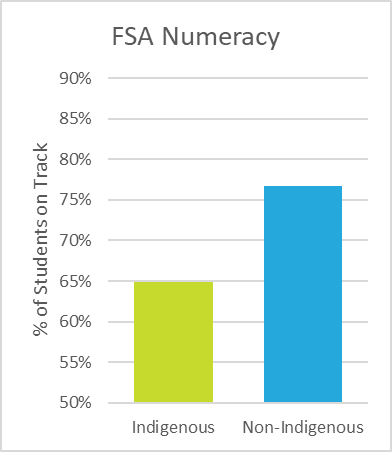 FSA Numeracy
% of Students on Track
90%
85%
80%
75%
70%
65%
60%
55%
50%
Indigenous
Non-Indigenous